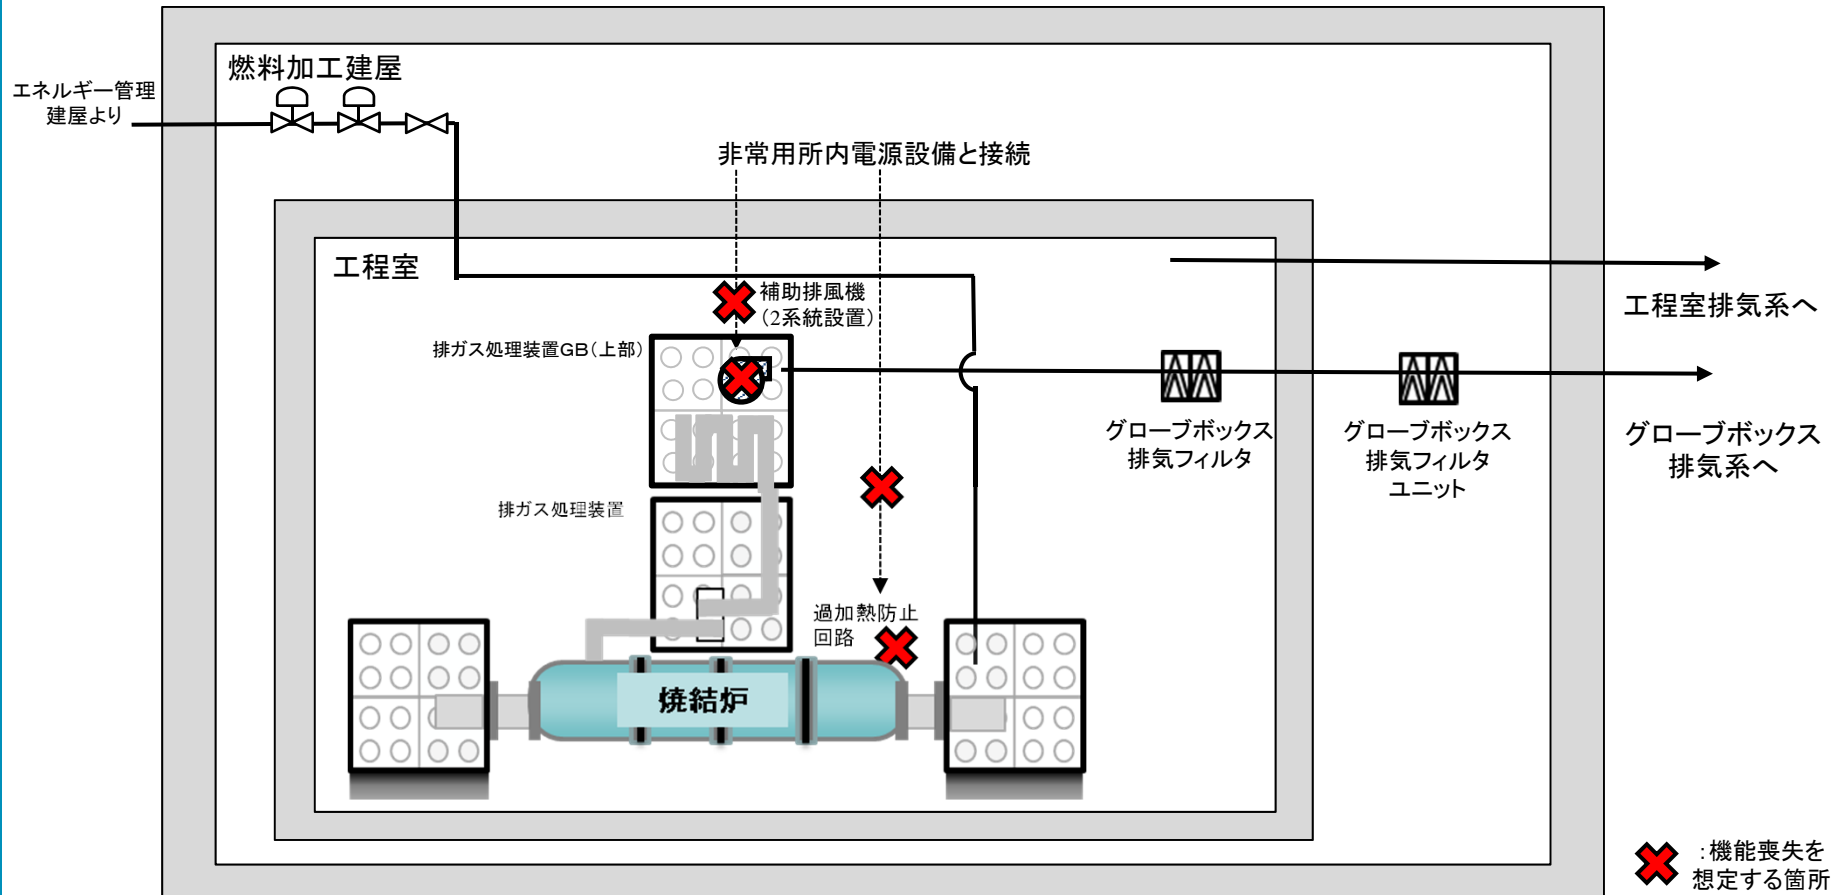 燃料加工建屋
エネルギー管理
建屋より
非常用所内電源設備と接続
工程室
補助排風機
（2系統設置）
工程室排気系へ
排ガス処理装置GB（上部）
グローブボックス
排気フィルタ
グローブボックス
排気フィルタ
ユニット
グローブボックス
排気系へ
排ガス処理装置
過加熱防止
回路
焼結炉
：機能喪失を
想定する箇所